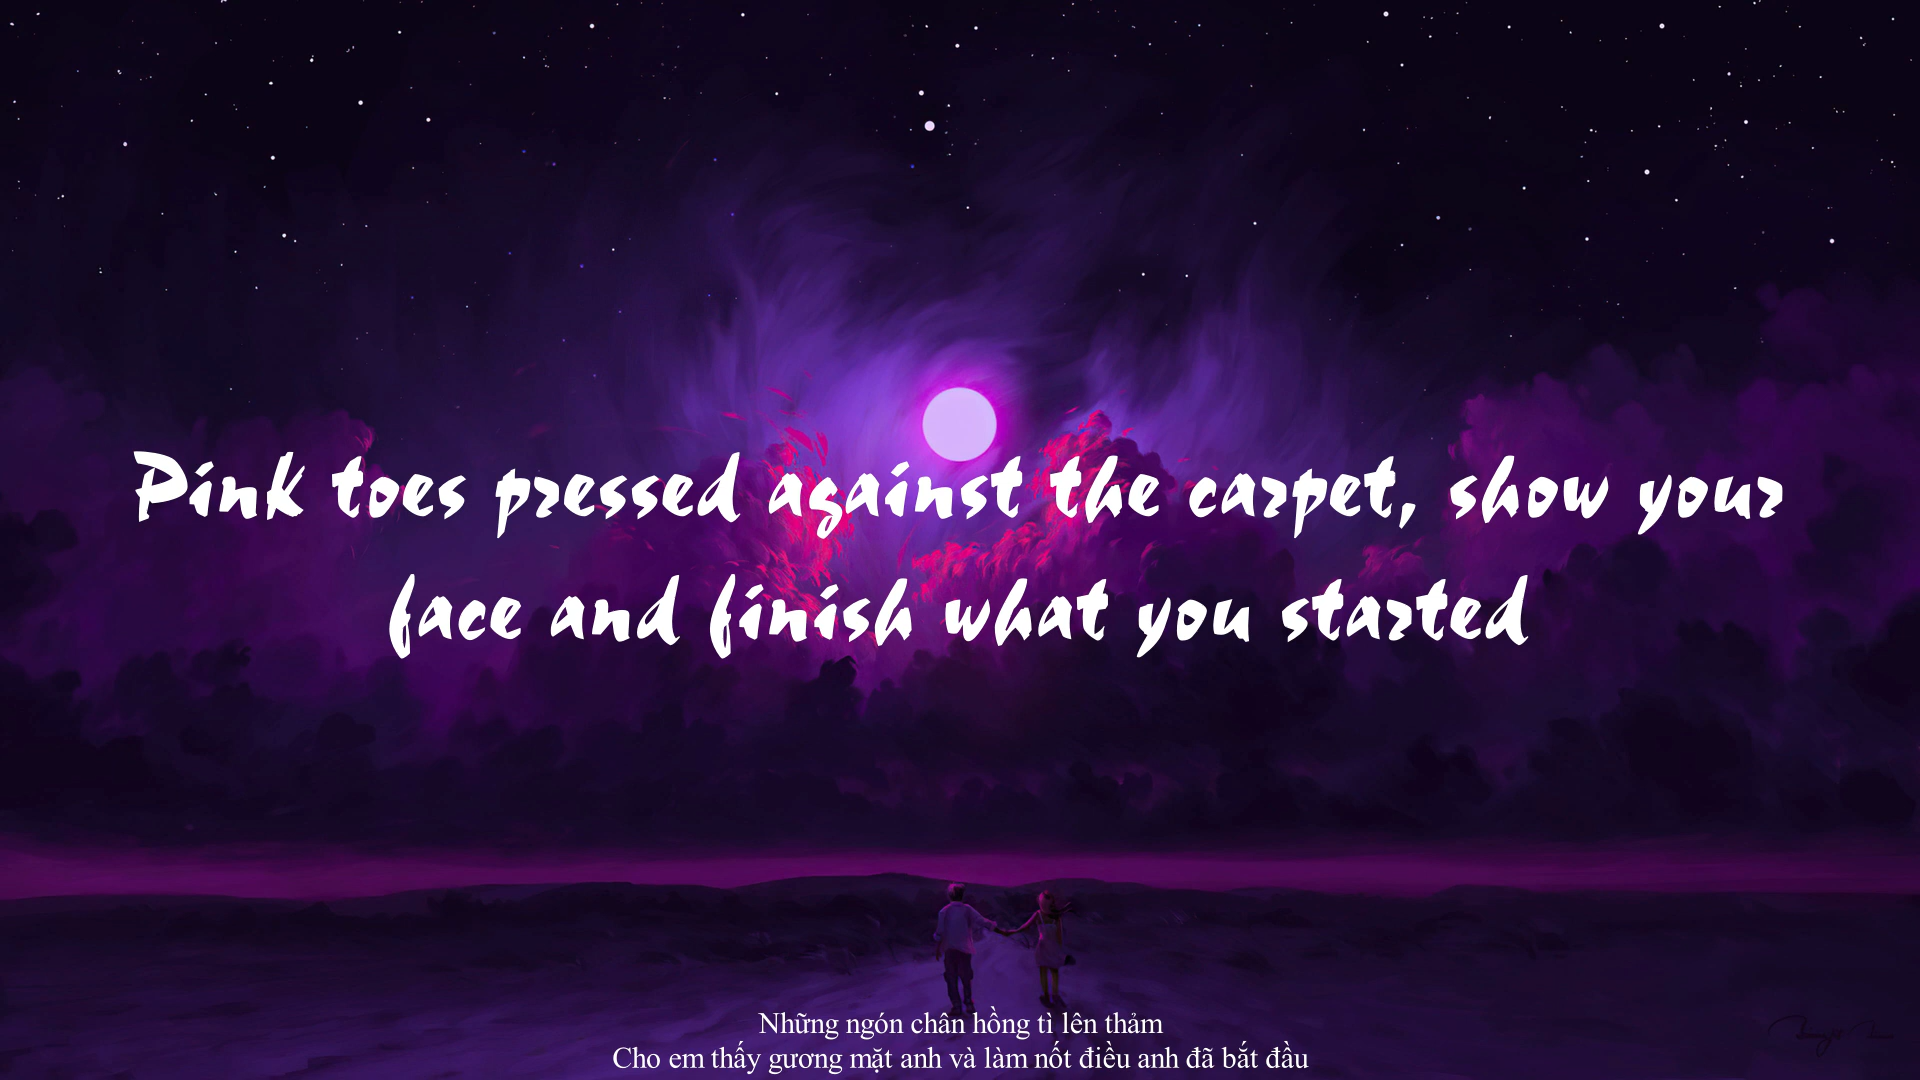 Pink toes pressed against the carpet, show your
face and finish what you started
Những ngón chân hồng tì lên thảm
Cho em thấy gương mặt anh và làm nốt điều anh đã bắt đầu